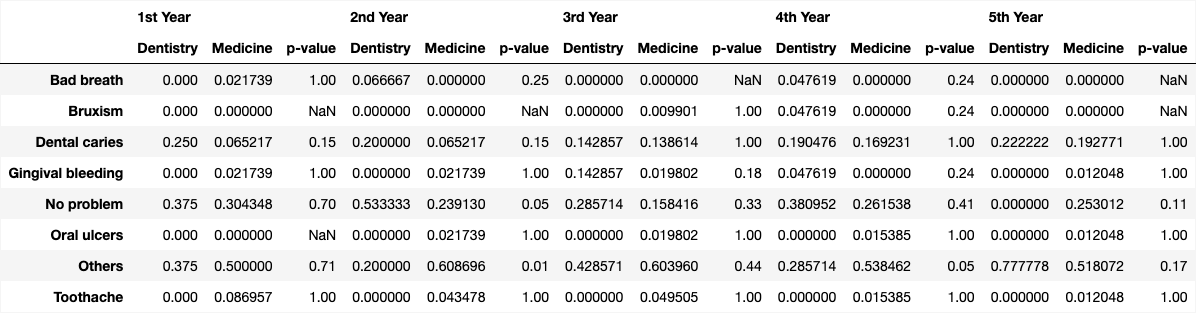 1st Year 2nd Year 3rd Year 4th Year 5th Year
Dentistry Medicine p-value Dentistry Medicine p-value Dentistry Medicine p-value Dentistry Medicine p-value Dentistry Medicine p-value
Bad breath 0.000 0.021739 1.00 0.066667 0.000000 0.25 0.000000 0.000000 NaN 0.047619 0.000000 0.24 0.000000 0.000000 NaN
Bruxism 0.000 0.000000 NaN 0.000000 0.000000 NaN 0.000000 0.009901 1.00 0.047619 0.000000 0.24 0.000000 0.000000 NaN
Dental caries 0.250 0.065217 0.15 0.200000 0.065217 0.15 0.142857 0.138614 1.00 0.190476 0.169231 1.00 0.222222 0.192771 1.00
Gingival bleeding 0.000 0.021739 1.00 0.000000 0.021739 1.00 0.142857 0.019802 0.18 0.047619 0.000000 0.24 0.000000 0.012048 1.00
No problem 0.375 0.304348 0.70 0.533333 0.239130 0.05 0.285714 0.158416 0.33 0.380952 0.261538 0.41 0.000000 0.253012 0.11
Oral ulcers 0.000 0.000000 NaN 0.000000 0.021739 1.00 0.000000 0.019802 1.00 0.000000 0.015385 1.00 0.000000 0.012048 1.00
Others 0.375 0.500000 0.71 0.200000 0.608696 0.01 0.428571 0.603960 0.44 0.285714 0.538462 0.05 0.777778 0.518072 0.17
Toothache 0.000 0.086957 1.00 0.000000 0.043478 1.00 0.000000 0.049505 1.00 0.000000 0.015385 1.00 0.000000 0.012048 1.00